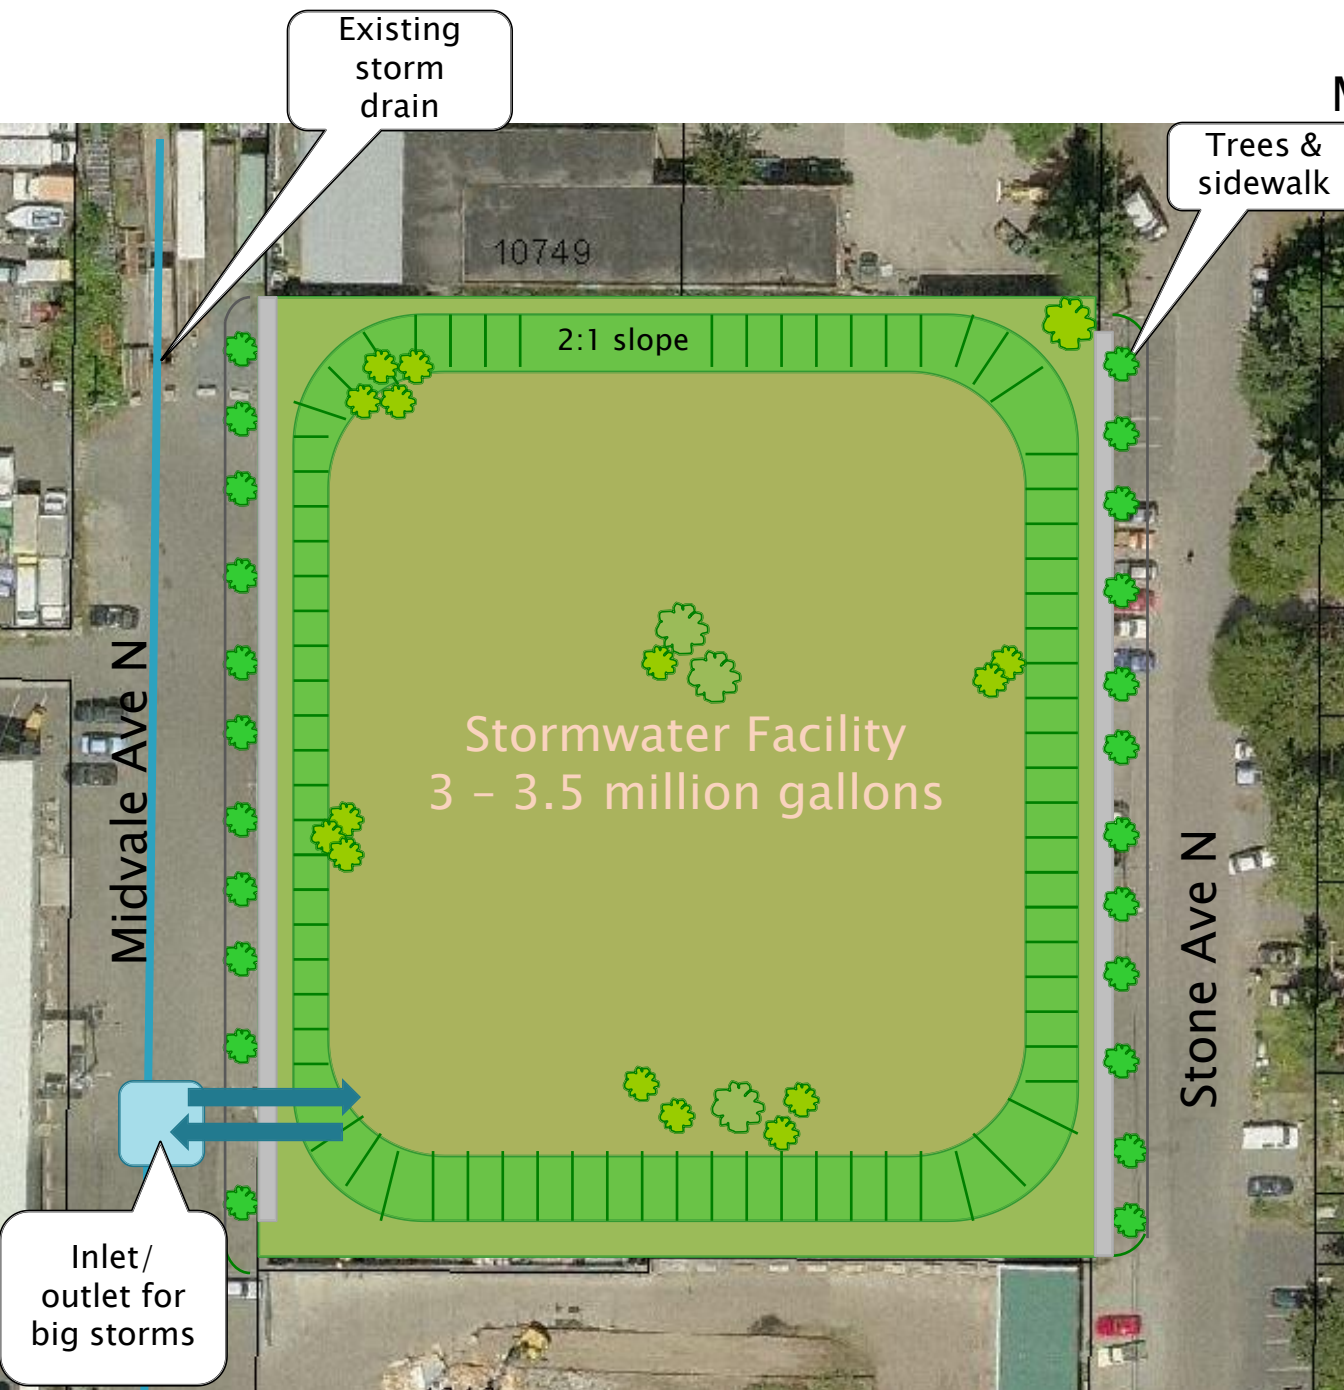 Existing
storm
drain
M
Trees &
sidewalk
10749
2:1 slope
Stormwater Facility
3 – 3.5 million gallons
Midvale Ave N
Stone Ave N
Inlet/
outlet for
big storms